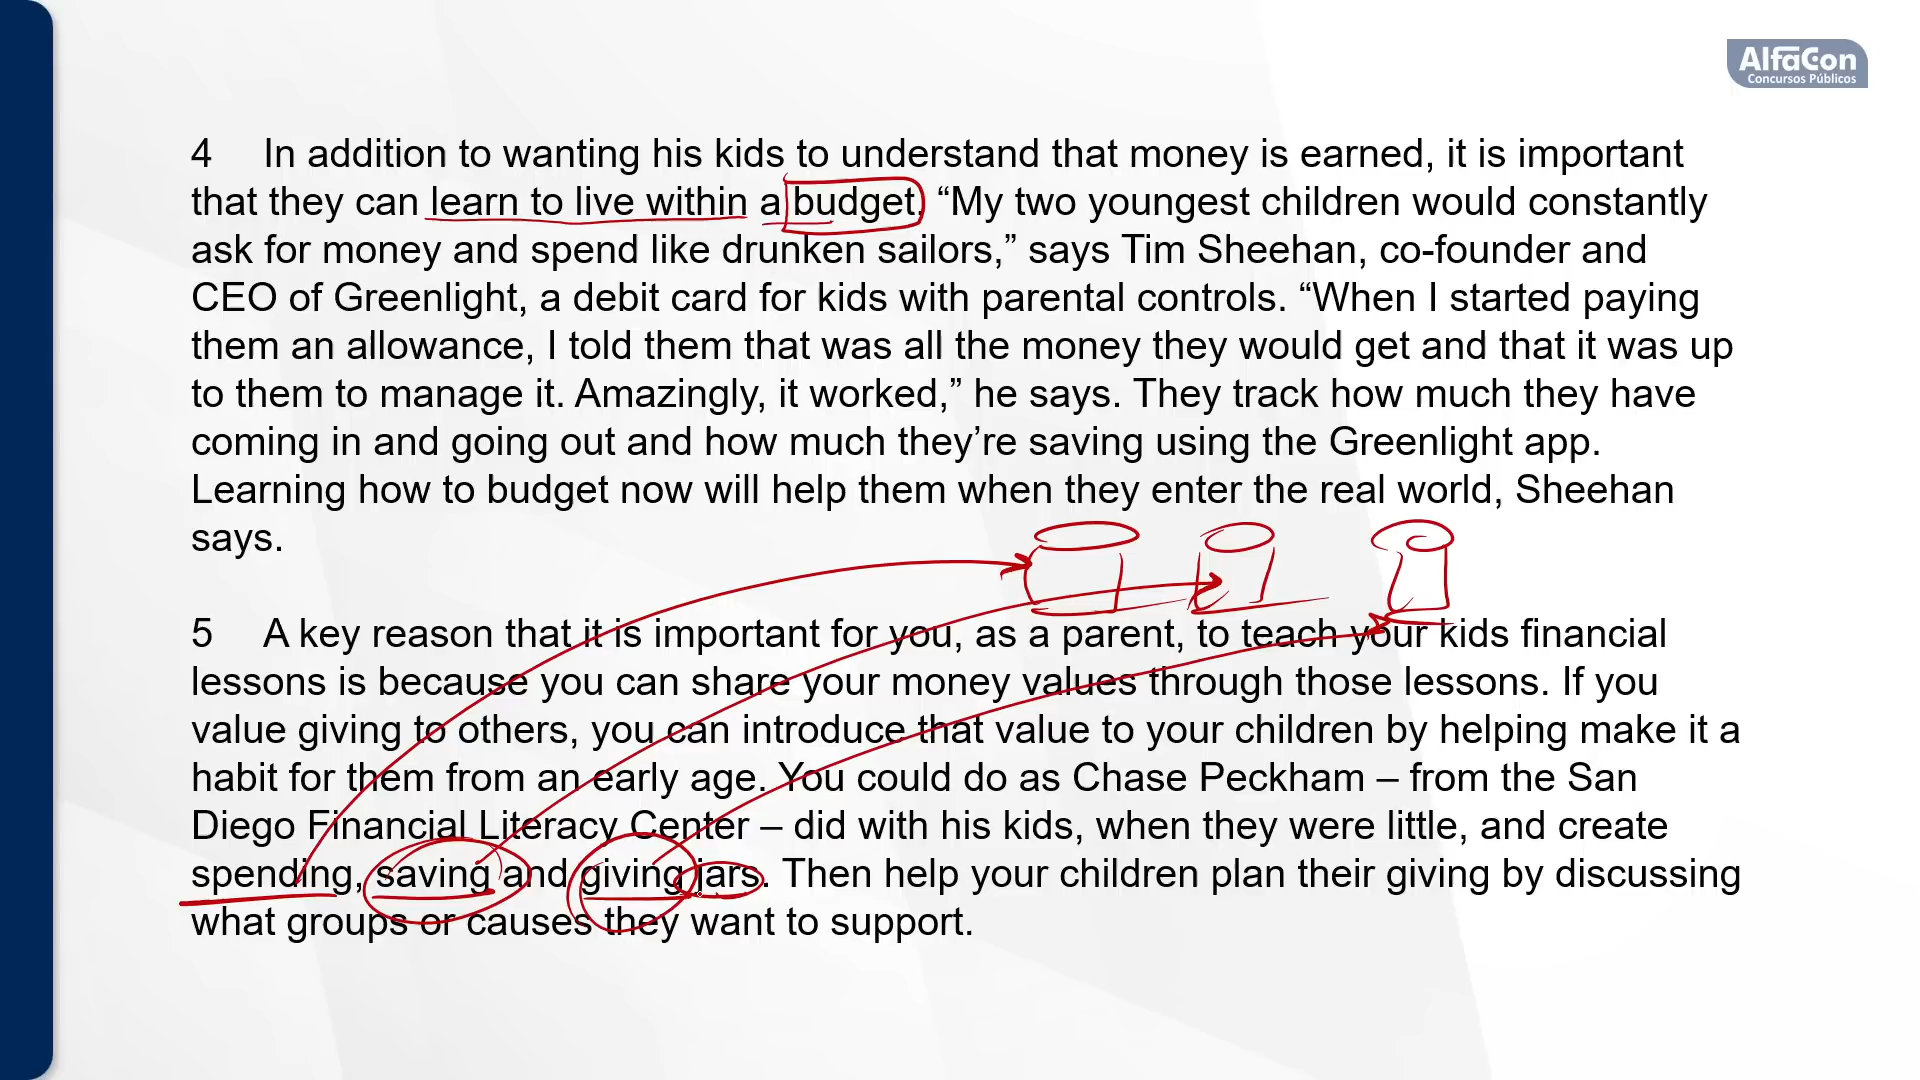 AlfaCon
Concursos Públicos
4 In addition to wanting his kids to understand that money is earned, it is important
that they can learn to live within a budget. “My two youngest children would constantly
ask for money and spend like drunken sailors,” says Tim Sheehan, co-founder and
CEO of Greenlight, a debit card for kids with parental controls. “When I started paying
them an allowance, I told them that was all the money they would get and that it was up
to them to manage it. Amazingly, it worked,” he says. They track how much they have
coming in and going out and how much they’re saving using the Greenlight app.
Learning how to budget now will help them when they enter the real world, Sheehan
says.
5 A key reason that it is important for you, as a parent, to teach your kids financial
lessons is because you can share your money values through those lessons. If you
value giving to others, you can introduce that value to your children by helping make it a
habit for them from an early age. You could do as Chase Peckham – from the San
Diego Financial Literacy Center – did with his kids, when they were little, and create
spending, saving and giving jars. Then help your children plan their giving by discussing
what groups or causes they want to support.